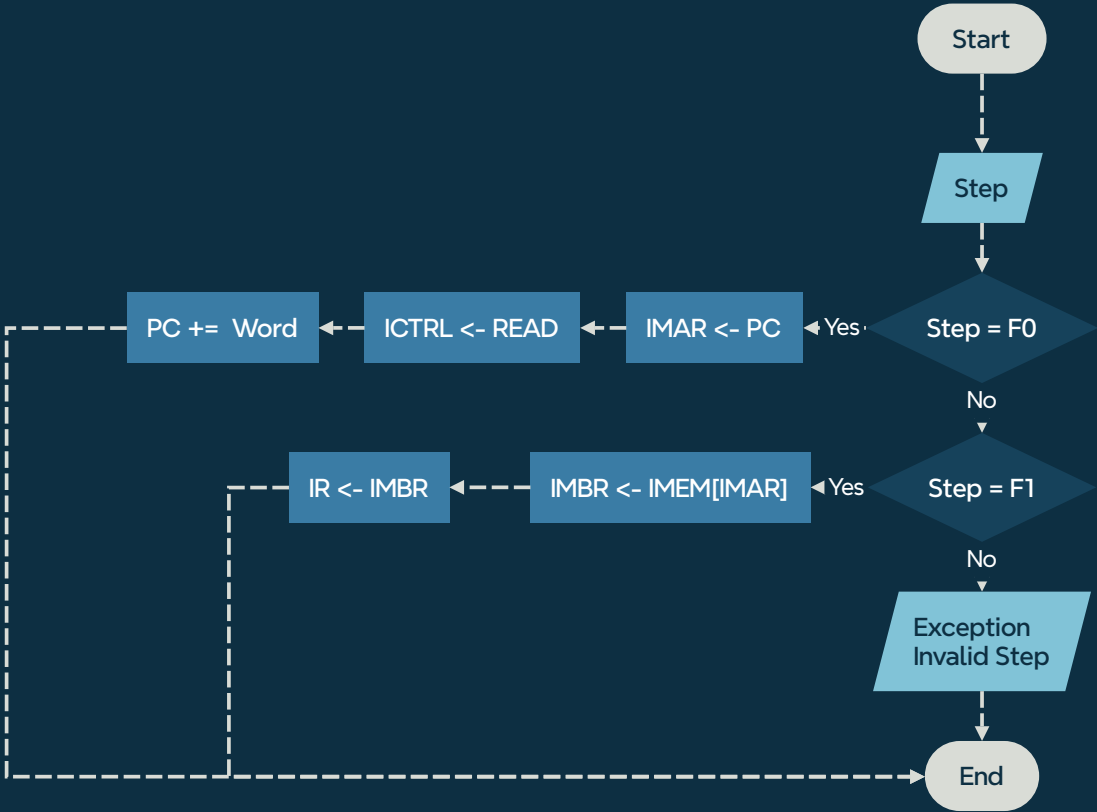 Start
Step
Step = F0
Yes
IMAR <- PC
ICTRL <- READ
PC +=  Word
No
Step = F1
Yes
IMBR <- IMEM[IMAR]
IR <- IMBR
No
Exception
Invalid Step
End